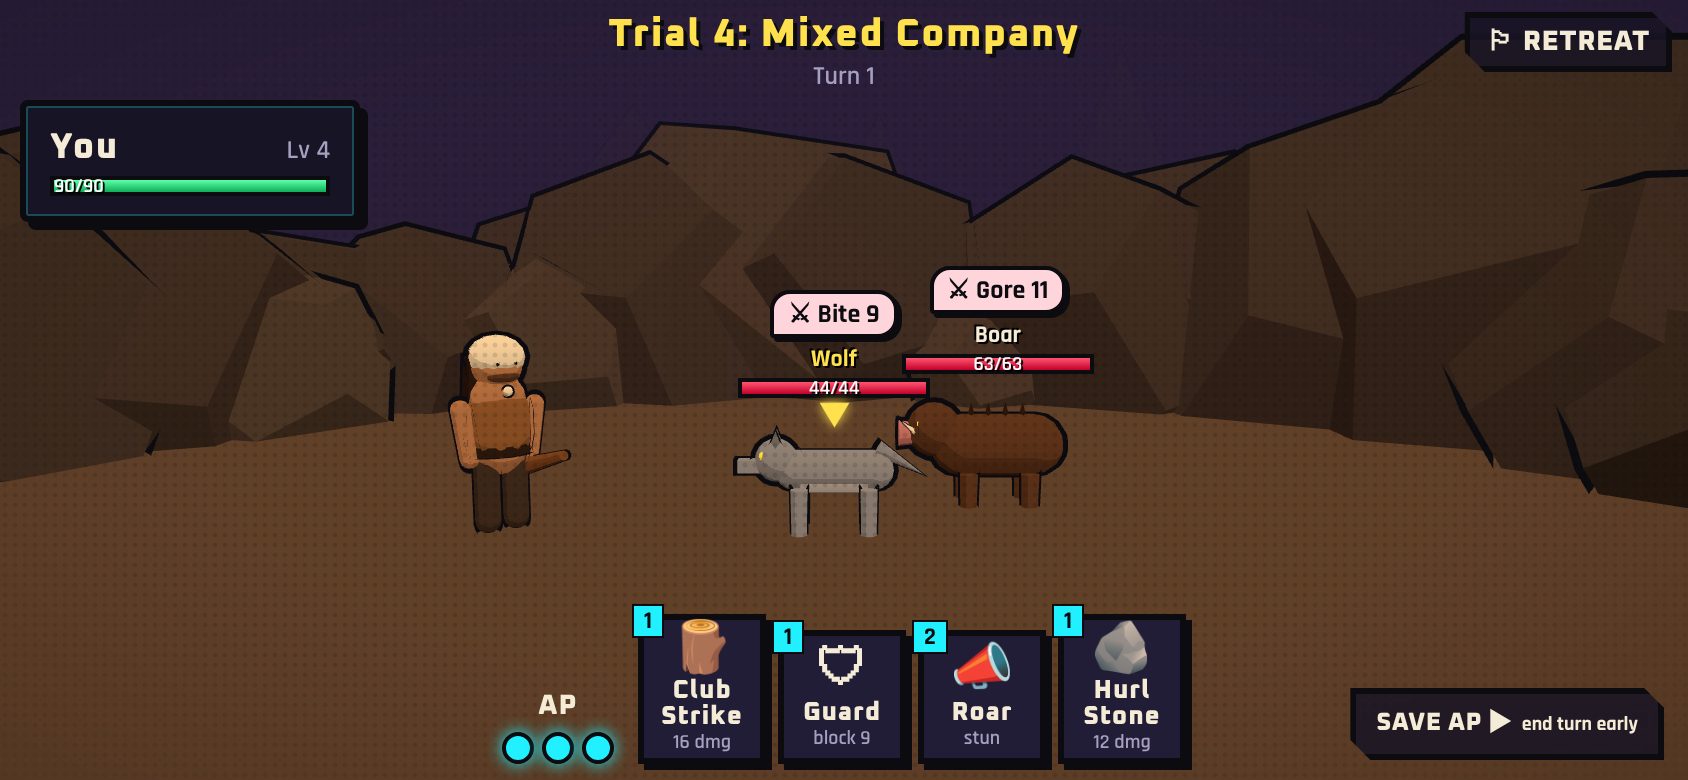 Trial 4: Mixed Company
Turn 1
RETREAT
You
Lv 4
90/90
Gore 11
Boar
63/63
Bite 9
Wolf
44/44
1
Club
Strike
16 dmg
1
Guard
block 9
2
Roar
stun
1
Hurl
Stone
12 dmg
AP
SAVE AP ▶ end turn early